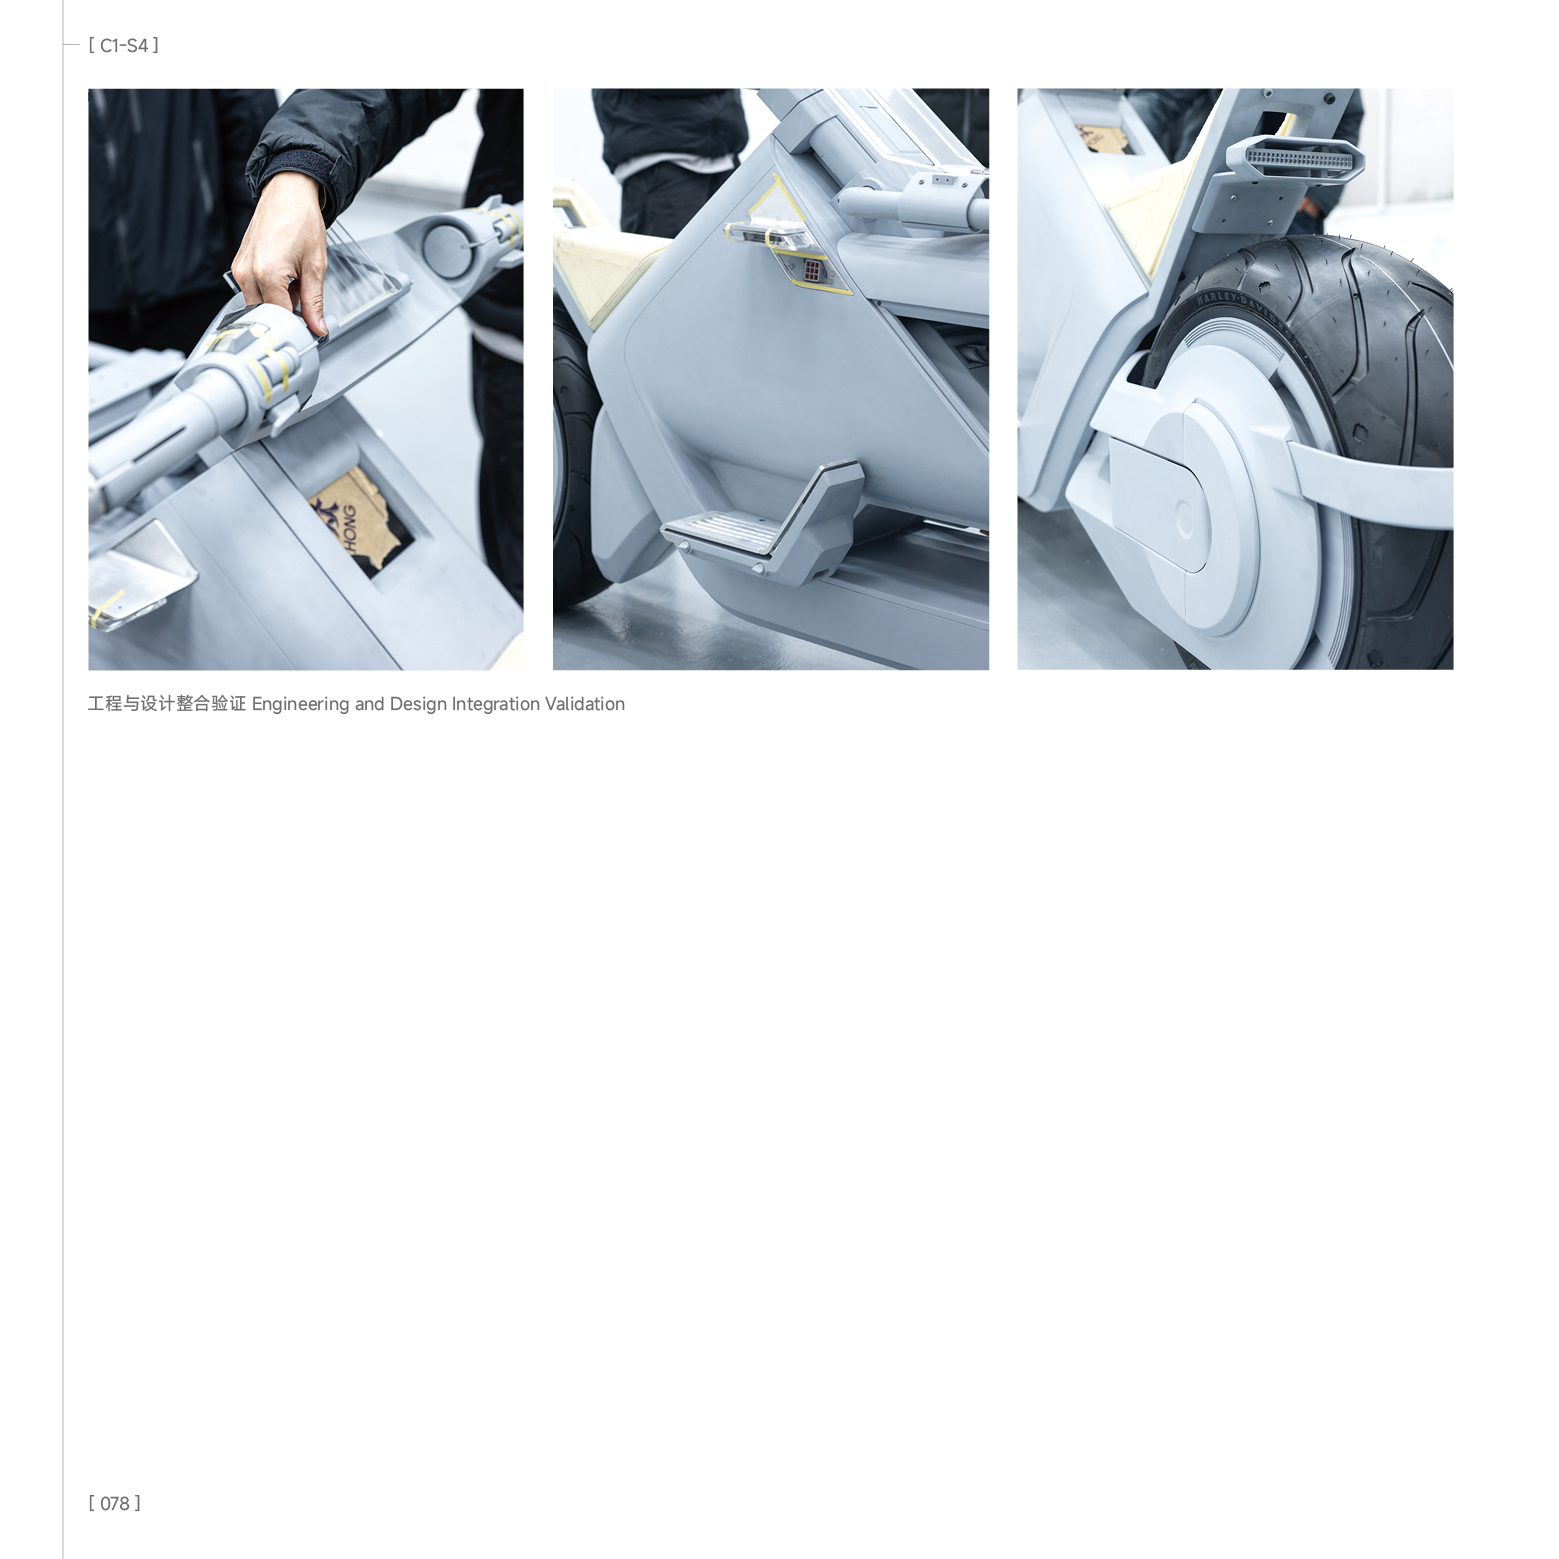 [ C1-S4 ]
HONG
HARLEY-DAVID
工程与设计整合验证 Engineering and Design Integration Validation
[ 078 ]